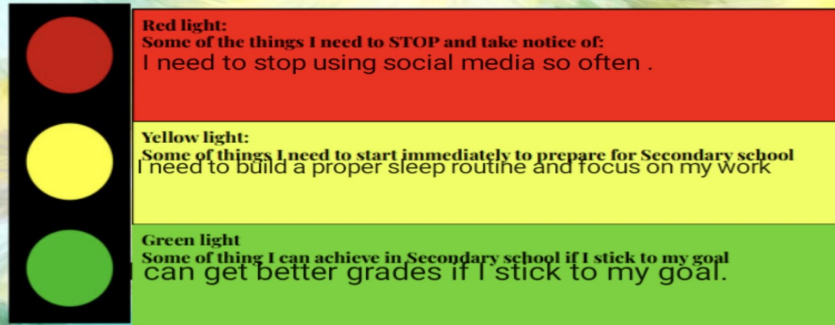 Red light:
Some of the things I need to STOP and take notice of:
I need to stop using social media so often .
Yellow light:
Some of things I need to start immediately to prepare for Secondary school
I need to build a proper sleep routine and focus on my work
Green light
Some of thing I can achieve in Secondary school if I stick to my goal
I can get better grades if I stick to my goal.